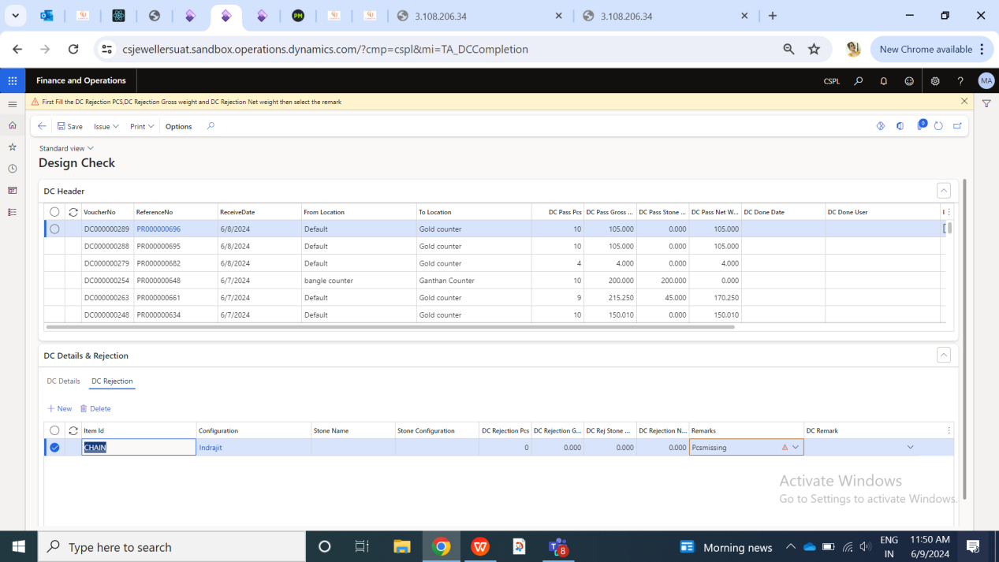 3.108.206.34
3.108.206.34
csjewellersuat.sandbox.operations.dynamics.com/?cmp=cspl&mi=TA_DCCompletion
New Chrome available
Finance and Operations
CSPL
MA
First Fill the DC Rejection PCS,DC Rejection Gross weight and DC Rejection Net weight then select the remark
Save Issue Print Options
0
Standard view
Design Check
DC Header
VoucherNo ReferenceNo ReceiveDate From Location To Location DC Pass Pcs DC Pass Gross ... DC Pass Stone ... DC Pass Net W... DC Done Date DC Done User
DC000000289 PR000000696 6/8/2024 Default Gold counter 10 105.000 0.000 105.000
DC000000288 PR000000695 6/8/2024 Default Gold counter 10 105.000 0.000 105.000
DC000000279 PR000000682 6/8/2024 Default Gold counter 4 4.000 0.000 4.000
DC000000254 PR000000648 6/7/2024 bangle counter Ganthan Counter 10 200.000 200.000 0.000
DC000000263 PR000000661 6/7/2024 Default Gold counter 9 215.250 45.000 170.250
DC000000248 PR000000634 6/7/2024 Default Gold counter 10 150.010 0.000 150.010
DC Details & Rejection
DC Details DC Rejection
New Delete
Item Id Configuration Stone Name Stone Configuration DC Rejection Pcs DC Rejection G... DC Rej Stone ... DC Rejection N... Remarks DC Remark
CHAIN Indrajit 0 0.000 0.000 0.000 Pcsmissing
Activate Windows
Go to Settings to activate Windows.
Type here to search
8
Morning news
ENG
IN
11:50 AM
6/9/2024